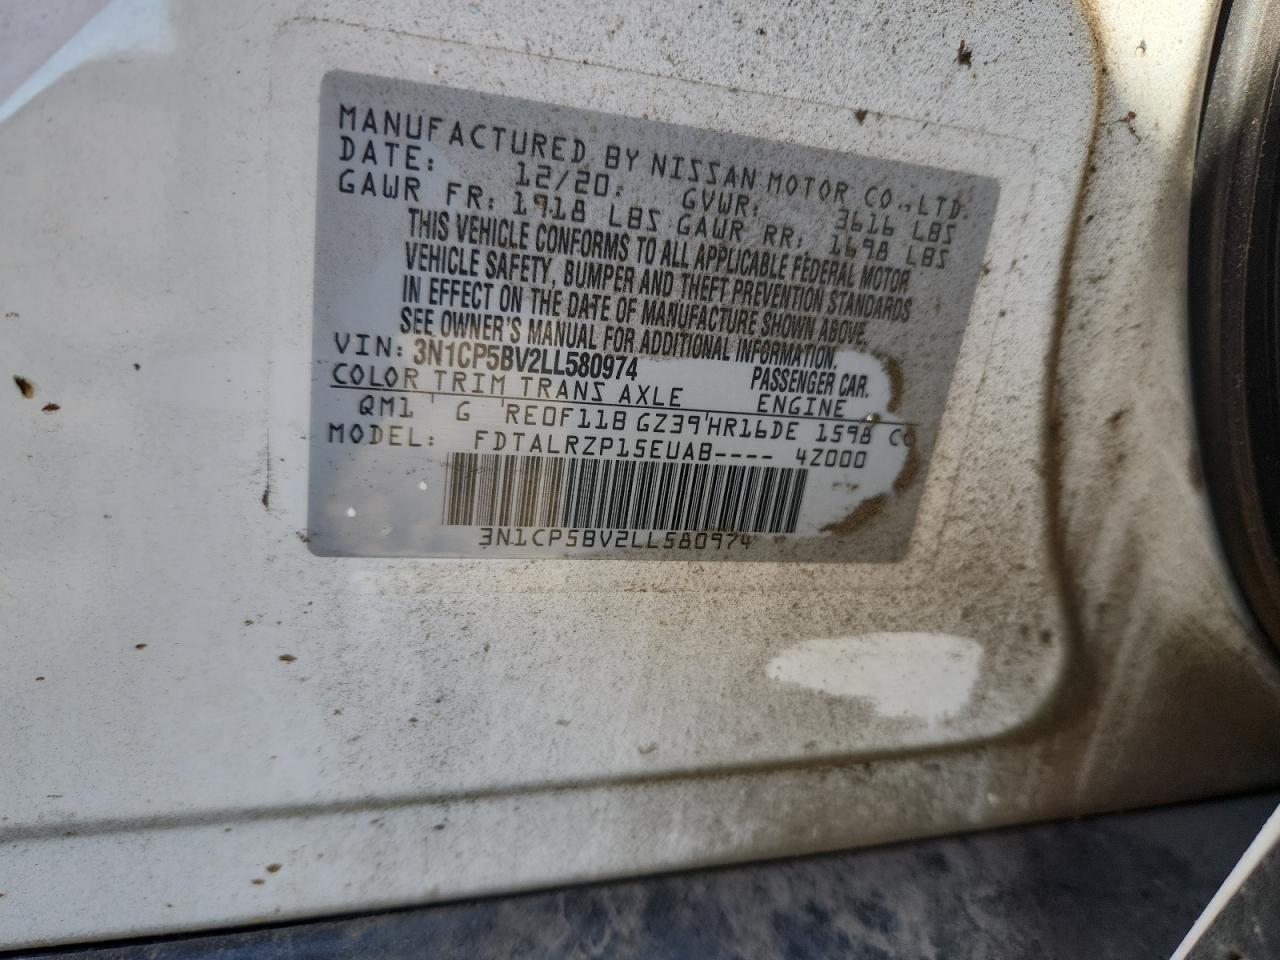 MANUFACTURED BY NISSAN MOTOR CO.,LTD.
DATE: 12/20. GVWR: 3616 LBS
GAWR FR: 1918 LBS GAWR RR: 1698 LBS
THIS VEHICLE CONFORMS TO ALL APPLICABLE FEDERAL MOTOR
VEHICLE SAFETY, BUMPER AND THEFT PREVENTION STANDARDS
IN EFFECT ON THE DATE OF MANUFACTURE SHOWN ABOVE.
SEE OWNER'S MANUAL FOR ADDITIONAL INFORMATION.
VIN: 3N1CP5BV2LL580974 PASSENGER CAR.
COLOR TRIM TRANS AXLE ENGINE
QM1 G RE0F11B GZ39 HR16DE 1598 CC
MODEL: FDTALRZP15EUAB---- 4Z000
3N1CP5BV2LL580974